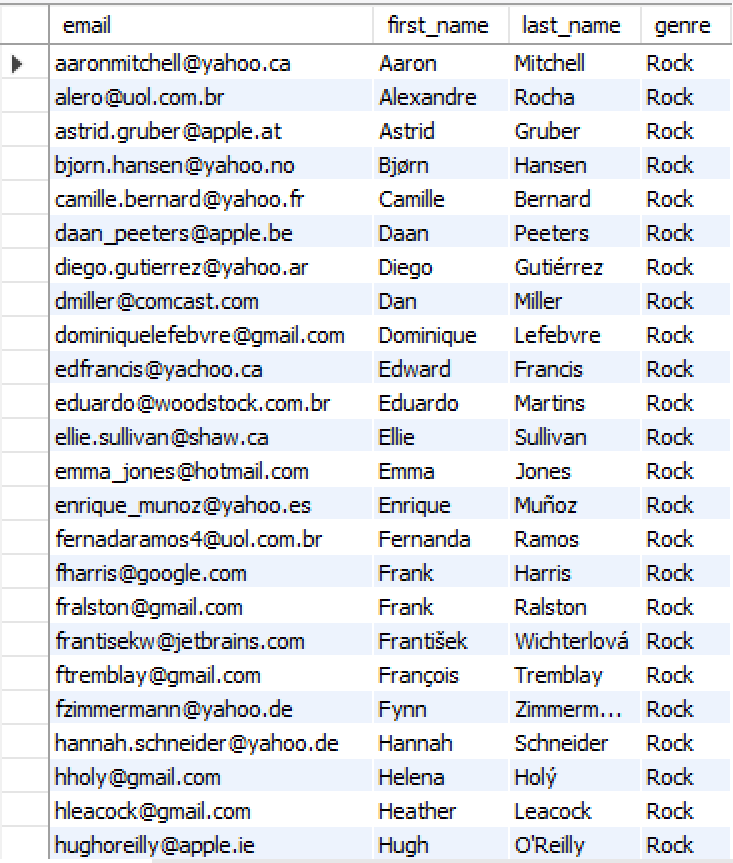 email first_name last_name genre
aaronmitchell@yahoo.ca Aaron Mitchell Rock
alero@uol.com.br Alexandre Rocha Rock
astrid.gruber@apple.at Astrid Gruber Rock
bjorn.hansen@yahoo.no Bjørn Hansen Rock
camille.bernard@yahoo.fr Camille Bernard Rock
daan_peeters@apple.be Daan Peeters Rock
diego.gutierrez@yahoo.ar Diego Gutiérrez Rock
dmiller@comcast.com Dan Miller Rock
dominiquelefebvre@gmail.com Dominique Lefebvre Rock
edfrancis@yachoo.ca Edward Francis Rock
eduardo@woodstock.com.br Eduardo Martins Rock
ellie.sullivan@shaw.ca Ellie Sullivan Rock
emma_jones@hotmail.com Emma Jones Rock
enrique_munoz@yahoo.es Enrique Muñoz Rock
fernadaramos4@uol.com.br Fernanda Ramos Rock
fharris@google.com Frank Harris Rock
fralston@gmail.com Frank Ralston Rock
frantisekw@jetbrains.com František Wichterlová Rock
ftremblay@gmail.com François Tremblay Rock
fzimmermann@yahoo.de Fynn Zimmerm... Rock
hannah.schneider@yahoo.de Hannah Schneider Rock
hholy@gmail.com Helena Holý Rock
hleacock@gmail.com Heather Leacock Rock
hughoreilly@apple.ie Hugh O'Reilly Rock